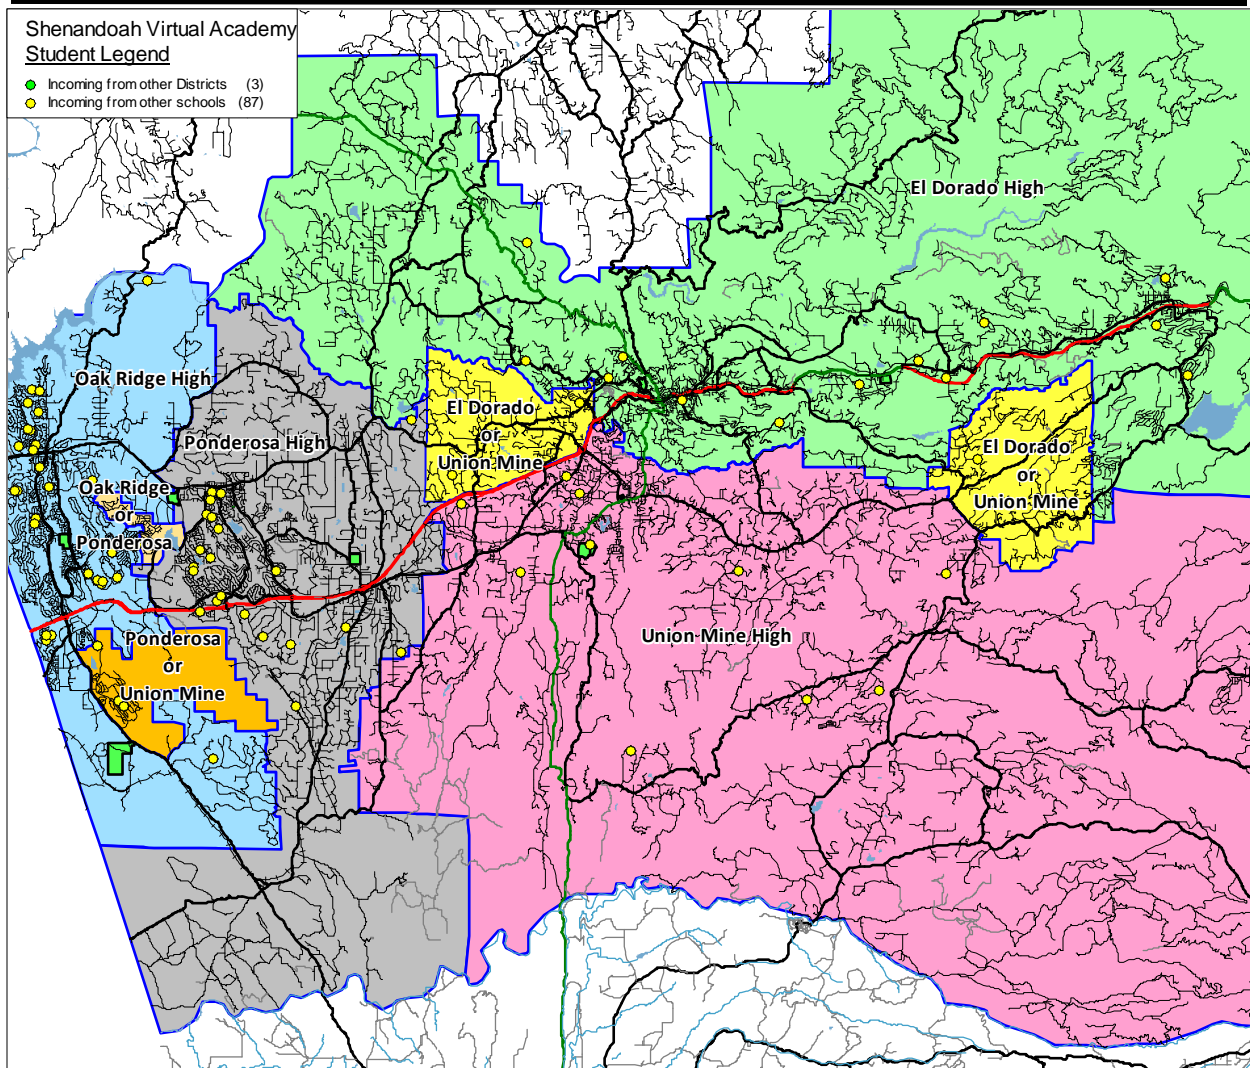 Shenandoah Virtual Academy
Student Legend
Incoming from other Districts (3)
Incoming from other schools (87)
El Dorado High
Oak Ridge High
El Dorado
or
Union Mine
Ponderosa High
El Dorado
or
Union Mine
Oak Ridge
or
Ponderosa
Union Mine High
Ponderosa
or
Union Mine